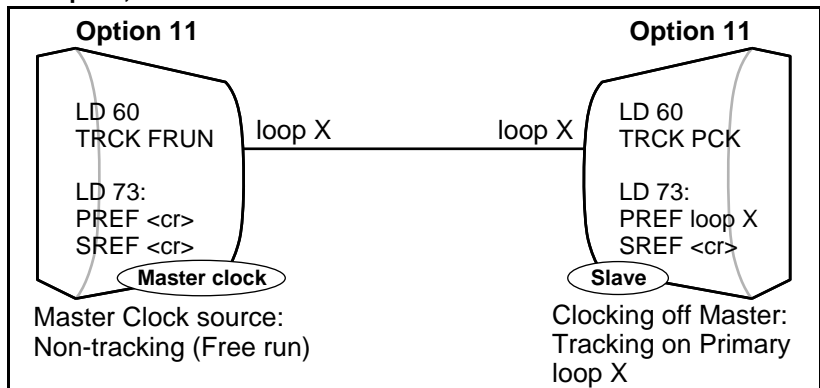 Option 11
LD 60
TRCK FRUN
LD 73:
PREF <cr>
SREF <cr>
Master clock
Master Clock source:
Non-tracking (Free run)
loop X
loop X
Option 11
LD 60
TRCK PCK
LD 73:
PREF loop X
SREF <cr>
Slave
Clocking off Master:
Tracking on Primary
loop X